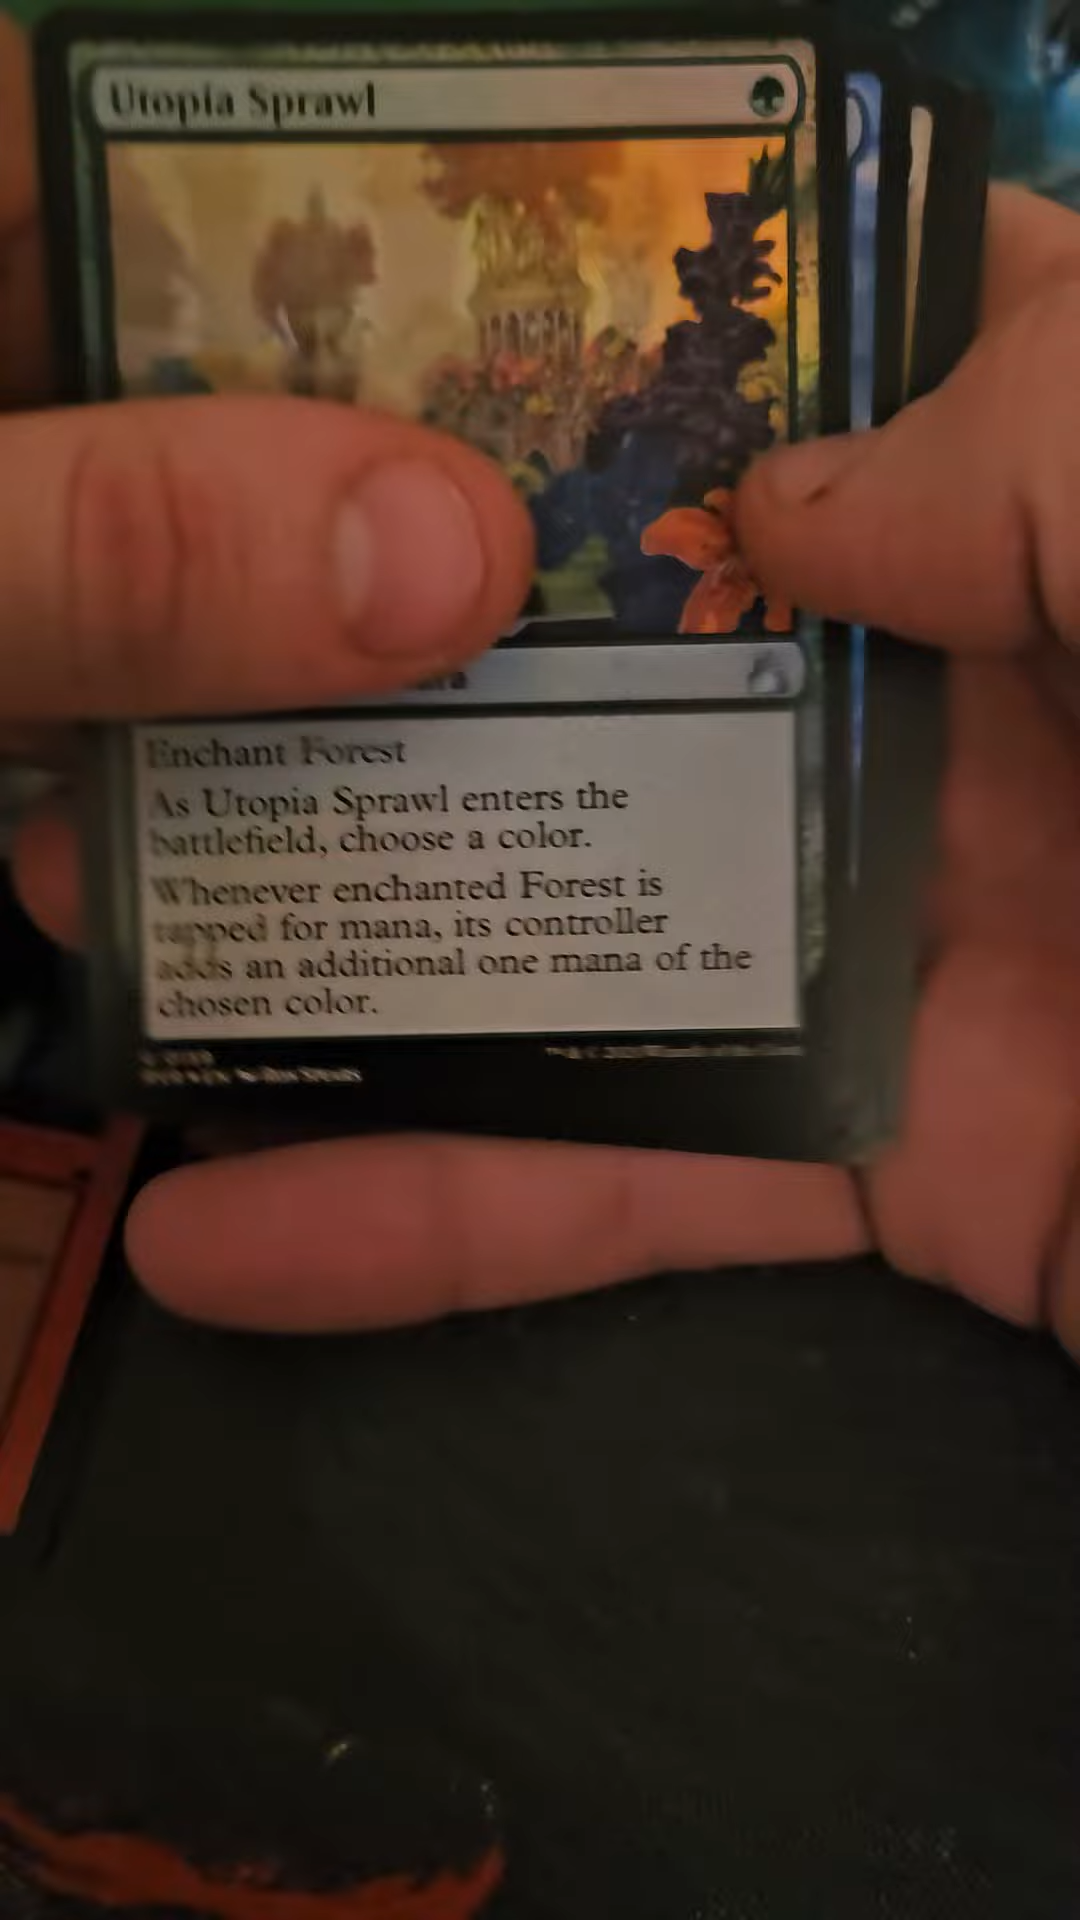 Utopia Sprawl
Enchant Forest
As Utopia Sprawl enters the
battlefield, choose a color.
Whenever enchanted Forest is
tapped for mana, its controller
adds an additional one mana of the
chosen color.